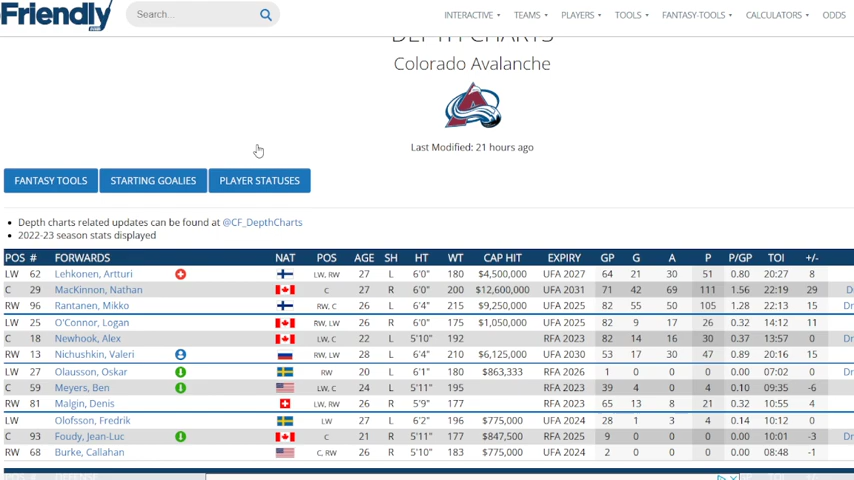 Friendly
Search...
INTERACTIVE TEAMS PLAYERS TOOLS FANTASY-TOOLS CALCULATORS ODDS
DEPTH CHARTS
Colorado Avalanche
Last Modified: 21 hours ago
FANTASY TOOLS STARTING GOALIES PLAYER STATUSES
Depth charts related updates can be found at @CF_DepthCharts
2022-23 season stats displayed
POS # FORWARDS NAT POS AGE SH HT WT CAP HIT EXPIRY GP G A P P/GP TOI +/-
LW 62 Lehkonen, Artturi LW, RW 27 L 6'0" 180 $4,500,000 UFA 2027 64 21 30 51 0.80 20:27 8
C 29 MacKinnon, Nathan C 27 R 6'0" 200 $12,600,000 UFA 2031 71 42 69 111 1.56 22:19 29 D
RW 96 Rantanen, Mikko RW, C 26 L 6'4" 215 $9,250,000 UFA 2025 82 55 50 105 1.28 22:13 15 Dr
LW 25 O'Connor, Logan RW, LW 26 R 6'0" 175 $1,050,000 UFA 2025 82 9 17 26 0.32 14:12 11
C 18 Newhook, Alex LW, C 22 L 5'10" 192 RFA 2023 82 14 16 30 0.37 13:57 0 Dr
RW 13 Nichushkin, Valeri RW, LW 28 L 6'4" 210 $6,125,000 UFA 2030 53 17 30 47 0.89 20:16 15 Dr
LW 27 Olausson, Oskar RW 20 L 6'1" 180 $863,333 RFA 2026 1 0 0 0 0.00 07:02 0 D
C 59 Meyers, Ben LW, C 24 L 5'11" 195 RFA 2023 39 4 0 4 0.10 09:35 -6
RW 81 Malgin, Denis LW, RW 26 R 5'9" 177 RFA 2023 65 13 8 21 0.32 10:55 4
LW Olofsson, Fredrik LW 27 L 6'2" 196 $775,000 UFA 2024 28 1 3 4 0.14 10:12 0
C 93 Foudy, Jean-Luc C 21 R 5'11" 177 $847,500 RFA 2025 9 0 0 0 0.00 10:01 -3 Dr
RW 68 Burke, Callahan C, RW 26 R 5'10" 183 $775,000 UFA 2024 2 0 0 0 0.00 08:48 -1